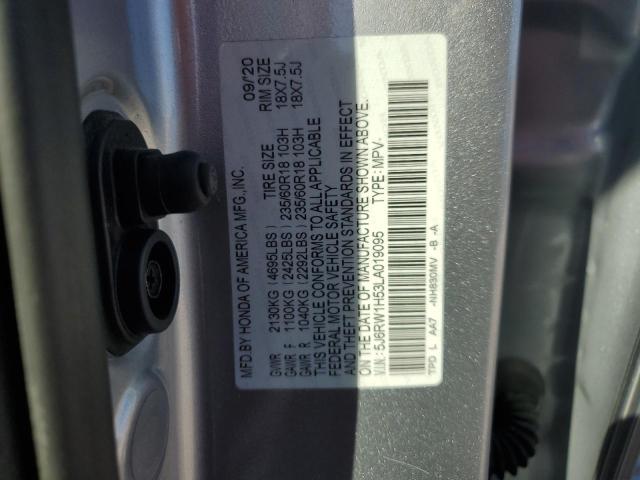 MFD.BY HONDA OF AMERICA MFG.,INC. 09/20
TIRE SIZE RIM SIZE
GVWR 2130KG (4695LBS)
GAWR F 1100KG (2425LBS) 235/60R18 103H 18X7.5J
GAWR R 1040KG (2292LBS) 235/60R18 103H 18X7.5J
THIS VEHICLE CONFORMS TO ALL APPLICABLE
FEDERAL MOTOR VEHICLE SAFETY
AND THEFT PREVENTION STANDARDS IN EFFECT
ON THE DATE OF MANUFACTURE SHOWN ABOVE.
V.I.N.: 5J6RW1H53LA019095 TYPE: MPV
TPD L AA7 -NH830MV -B -A